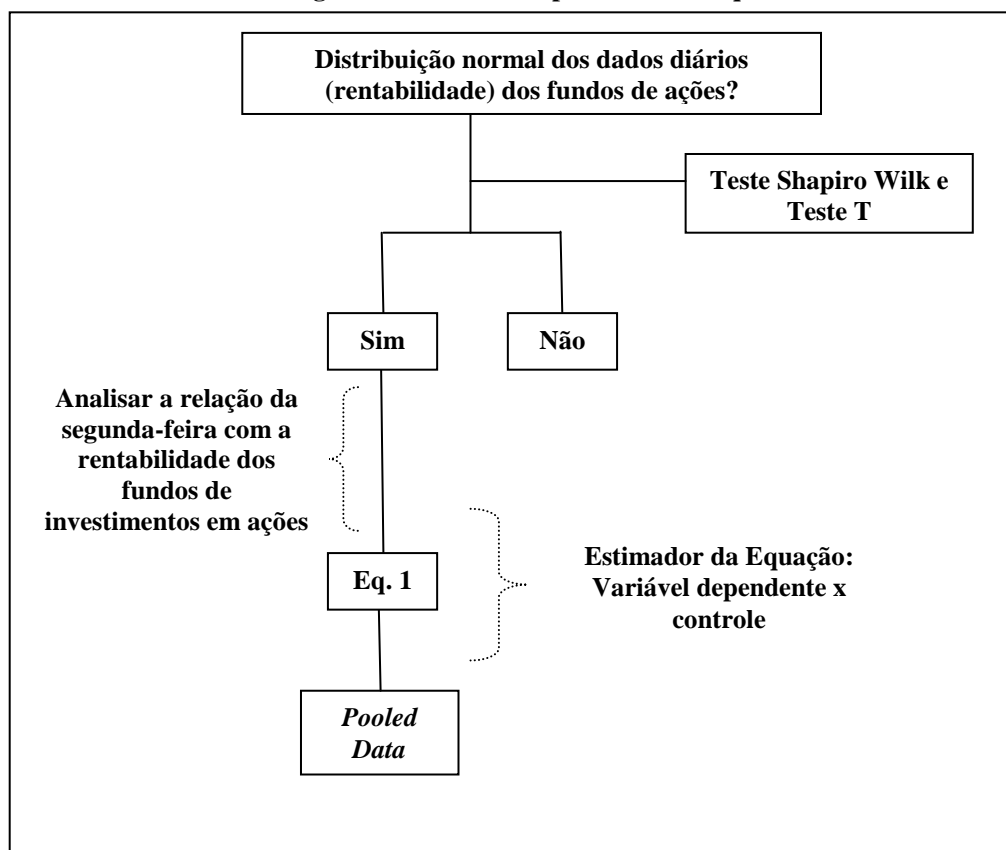 Distribuição normal dos dados diários
(rentabilidade) dos fundos de ações?
Teste Shapiro Wilk e
Teste T
Sim
Não
Analisar a relação da
segunda-feira com a
rentabilidade dos
fundos de
investimentos em ações
Eq. 1
Estimador da Equação:
Variável dependente x
controle
Pooled
Data